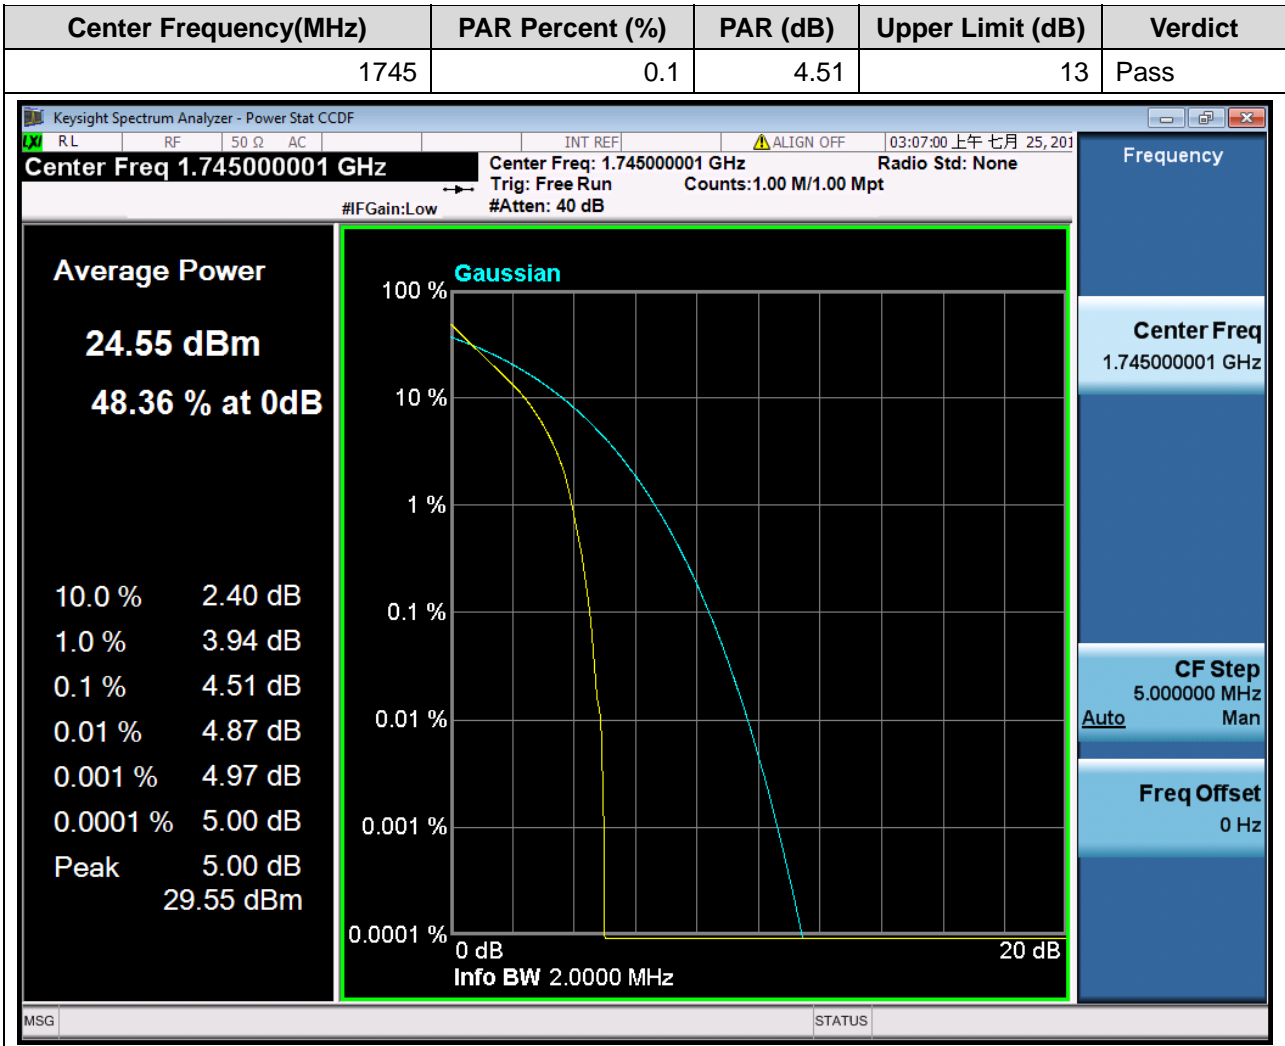 Center Frequency(MHz) PAR Percent (%) PAR (dB) Upper Limit (dB) Verdict
1745 0.1 4.51 13 Pass
Keysight Spectrum Analyzer - Power Stat CCDF
LXI RL RF 50 Ω AC INT REF ALIGN OFF 03:07:00 上午 七月 25, 201
Center Freq 1.745000001 GHz
Center Freq: 1.745000001 GHz Radio Std: None
Trig: Free Run Counts:1.00 M/1.00 Mpt
#IFGain:Low #Atten: 40 dB
Frequency
Average Power
24.55 dBm
48.36 % at 0dB
10.0 % 2.40 dB
1.0 % 3.94 dB
0.1 % 4.51 dB
0.01 % 4.87 dB
0.001 % 4.97 dB
0.0001 % 5.00 dB
Peak 5.00 dB
29.55 dBm
Gaussian
100 %
10 %
1 %
0.1 %
0.01 %
0.001 %
0.0001 %
0 dB 20 dB
Info BW 2.0000 MHz
Center Freq
1.745000001 GHz
CF Step
5.000000 MHz
Auto Man
Freq Offset
0 Hz
MSG STATUS